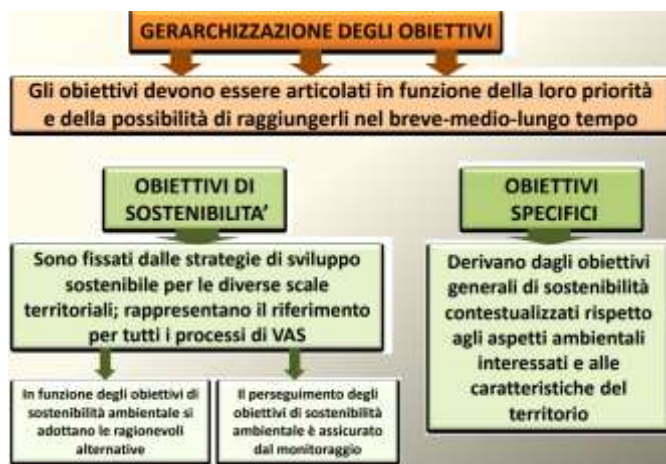 GERARCHIZZAZIONE DEGLI OBIETTIVI
Gli obiettivi devono essere articolati in funzione della loro priorità
e della possibilità di raggiungerli nel breve-medio-lungo tempo
OBIETTIVI DI
SOSTENIBILITA'
Sono fissati dalle strategie di sviluppo
sostenibile per le diverse scale
territoriali; rappresentano il riferimento
per tutti i processi di VAS
In funzione degli obiettivi di
sostenibilità ambientale si
adottano le ragionevoli
alternative
Il perseguimento degli
obiettivi di sostenibilità
ambientale è assicurato
dal monitoraggio
OBIETTIVI
SPECIFICI
Derivano dagli obiettivi
generali di sostenibilità
contestualizzati rispetto
agli aspetti ambientali
interessati e alle
caratteristiche del
territorio